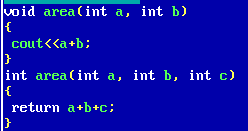 void area(int a, int b)
{
cout<<a+b;
}
int area(int a, int b, int c)
{
return a+b+c;
}